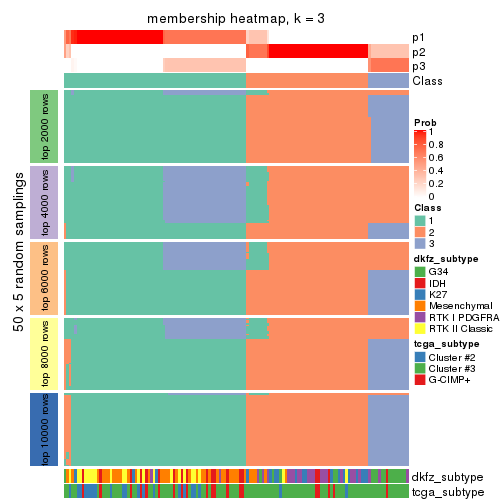 membership heatmap, k = 3
p1
p2
p3
Class
50 x 5 random samplings
top 2000 rows
top 4000 rows
top 6000 rows
top 8000 rows
top 10000 rows
dkfz_subtype
tcga_subtype
Prob
1
0.8
0.6
0.4
0.2
0
Class
1
2
3
dkfz_subtype
G34
IDH
K27
Mesenchymal
RTK I PDGFRA
RTK II Classic
tcga_subtype
Cluster #2
Cluster #3
G-CIMP+